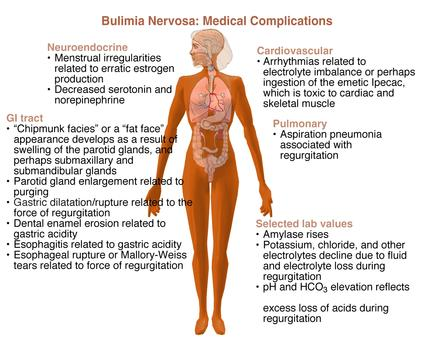 Bulimia Nervosa: Medical Complications
Neuroendocrine
• Menstrual irregularities
related to erratic estrogen
production
• Decreased serotonin and
norepinephrine
GI tract
• “Chipmunk facies” or a “fat face”
appearance develops as a result of
swelling of the parotid glands, and
perhaps submaxillary and
submandibular glands
• Parotid gland enlargement related to
purging
• Gastric dilatation/rupture related to the
force of regurgitation
• Dental enamel erosion related to
gastric acidity
• Esophagitis related to gastric acidity
• Esophageal rupture or Mallory-Weiss
tears related to force of regurgitation
Cardiovascular
• Arrhythmias related to
electrolyte imbalance or perhaps
ingestion of the emetic Ipecac,
which is toxic to cardiac and
skeletal muscle
Pulmonary
• Aspiration pneumonia
associated with
regurgitation
Selected lab values
• Amylase rises
• Potassium, chloride, and other
electrolytes decline due to fluid
and electrolyte loss during
regurgitation
• pH and HCO3 elevation reflects
excess loss of acids during
regurgitation